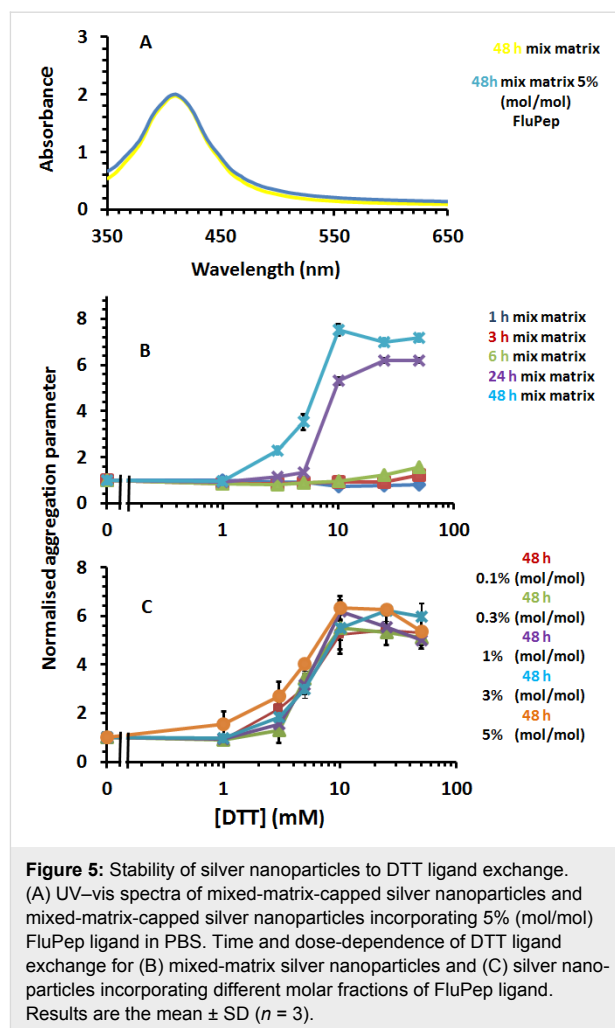 A
3
2
1
0
350
450
550
650
Absorbance
Wavelength (nm)
48h mix matrix
48h mix matrix 5%
(mol/mol)
FluPep
B
8
6
4
2
0
0
1
10
100
1 h mix matrix
3 h mix matrix
6 h mix matrix
24 h mix matrix
48 h mix matrix
Normalised aggregation parameter
C
8
6
4
2
0
0
1
10
100
[DTT] (mM)
48 h
0.1% (mol/mol)
48 h
0.3% (mol/mol)
48 h
1% (mol/mol)
48 h
3% (mol/mol)
48 h
5% (mol/mol)
Figure 5: Stability of silver nanoparticles to DTT ligand exchange.
(A) UV–vis spectra of mixed-matrix-capped silver nanoparticles and
mixed-matrix-capped silver nanoparticles incorporating 5% (mol/mol)
FluPep ligand in PBS. Time and dose-dependence of DTT ligand
exchange for (B) mixed-matrix silver nanoparticles and (C) silver nano-
particles incorporating different molar fractions of FluPep ligand.
Results are the mean ± SD (n = 3).